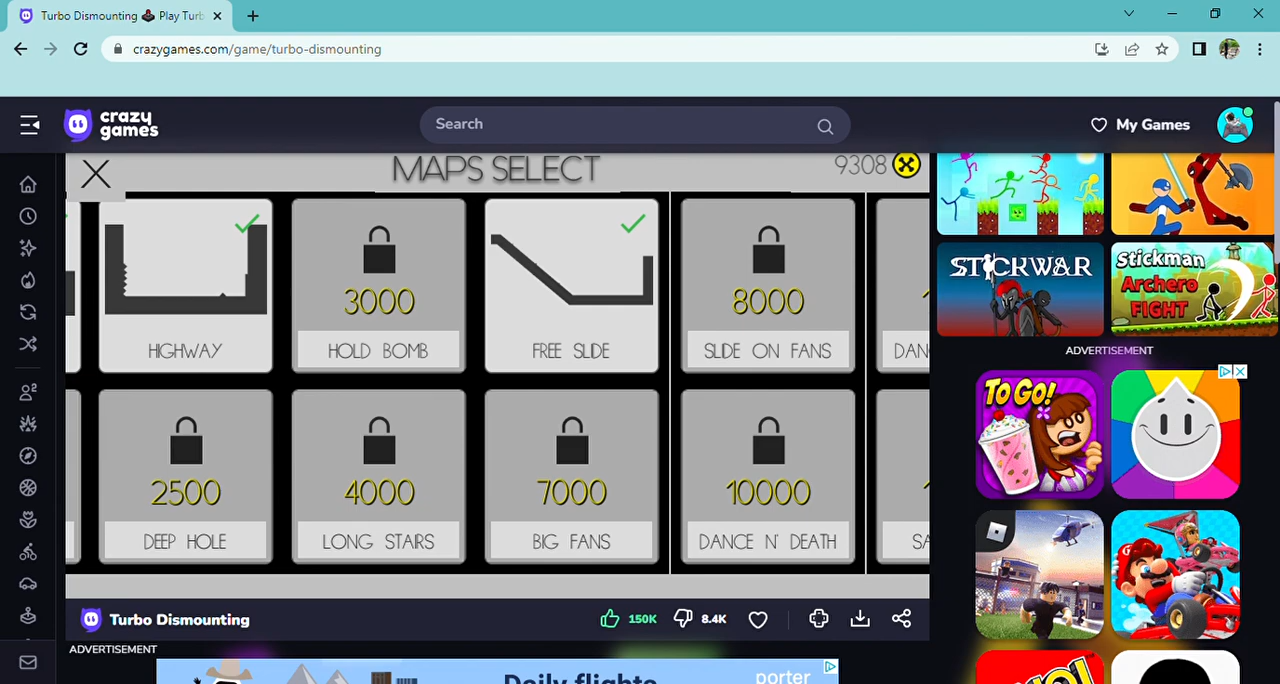 Turbo Dismounting
Play Turb
crazygames.com/game/turbo-dismounting
crazy
games
Search
My Games
MAPS SELECT
9308
HIGHWAY
3000
HOLD BOMB
FREE SLIDE
8000
SLIDE ON FANS
DAN
2500
DEEP HOLE
4000
LONG STAIRS
7000
BIG FANS
10000
DANCE N' DEATH
SA
STICKWAR
Stickman
Archero
FIGHT
ADVERTISEMENT
TO GO!
Turbo Dismounting
150K
8.4K
ADVERTISEMENT
Daily flights
porter
UNO